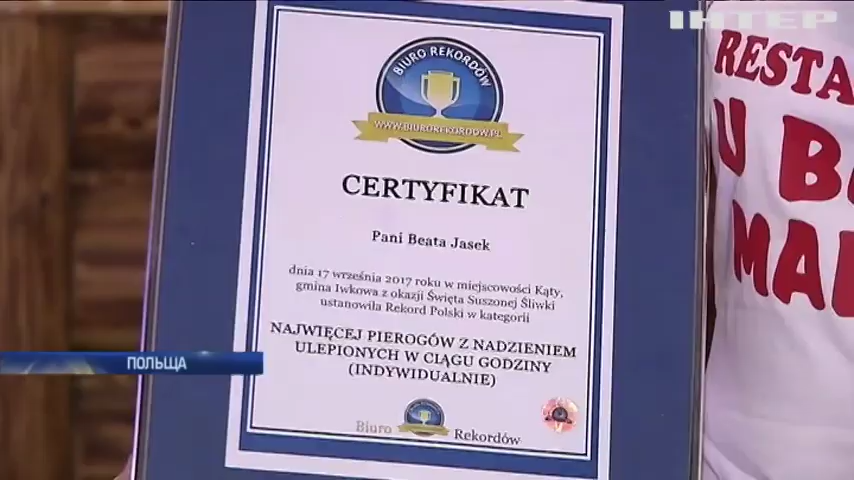 ІНТЕР
BIURO REKORDÓW
WWW.BIUROREKORDOW.PL
CERTYFIKAT
Pani Beata Jasek
dnia 17 września 2017 roku w miejscowości Kąty,
gmina Iwkowa z okazji Święta Suszonej Śliwki
ustanowiła Rekord Polski w kategorii
NAJWIĘCEJ PIEROGÓW Z NADZIENIEM
ULEPIONYCH W CIĄGU GODZINY
(INDYWIDUALNIE)
Biuro Rekordów
RESTA
U B
MA
ПОЛЬЩА